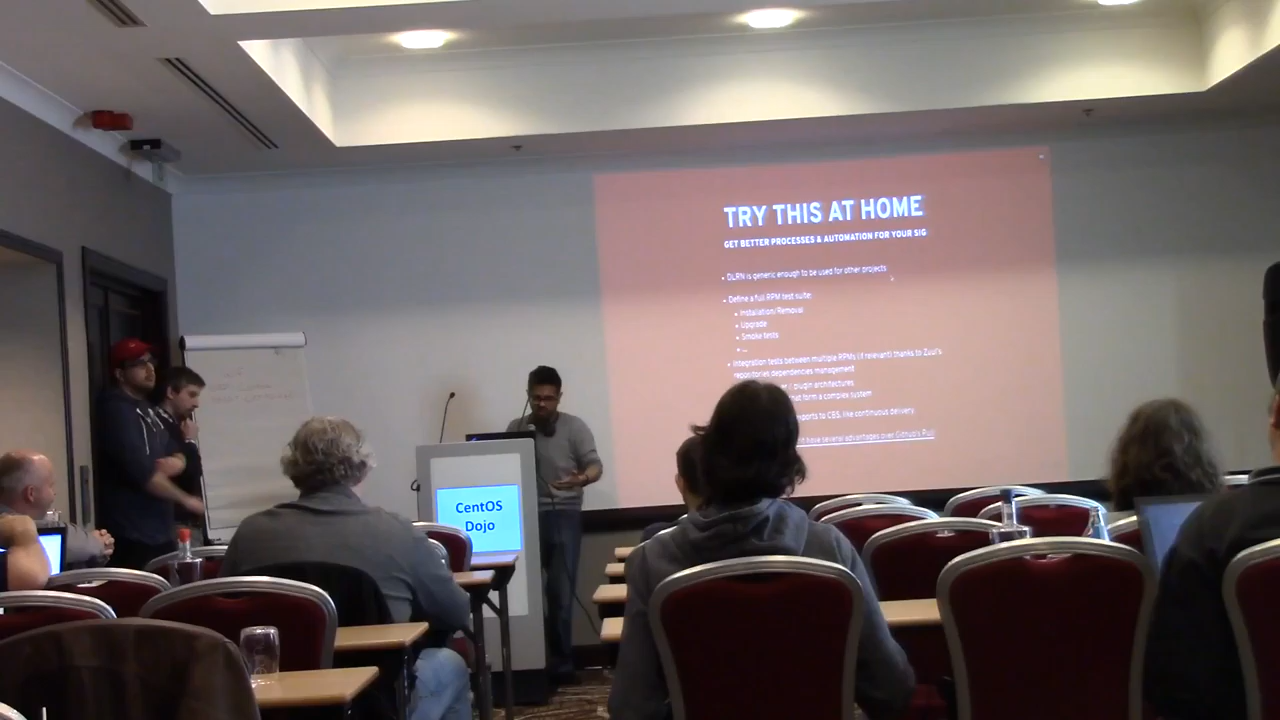 TRY THIS AT HOME
GET BETTER PROCESSES & AUTOMATION FOR YOUR SIG
DLRN is generic enough to be used for other projects
Define a full RPM test suite:
Installation/Removal
Upgrade
Smoke tests
...
Integration tests between multiple RPMs (if relevant) thanks to Zuul's
repositories dependencies management
/ plugin architectures
that form a complex system
exports to CBS, like continuous delivery
have several advantages over Github's Pull
CentOS
Dojo